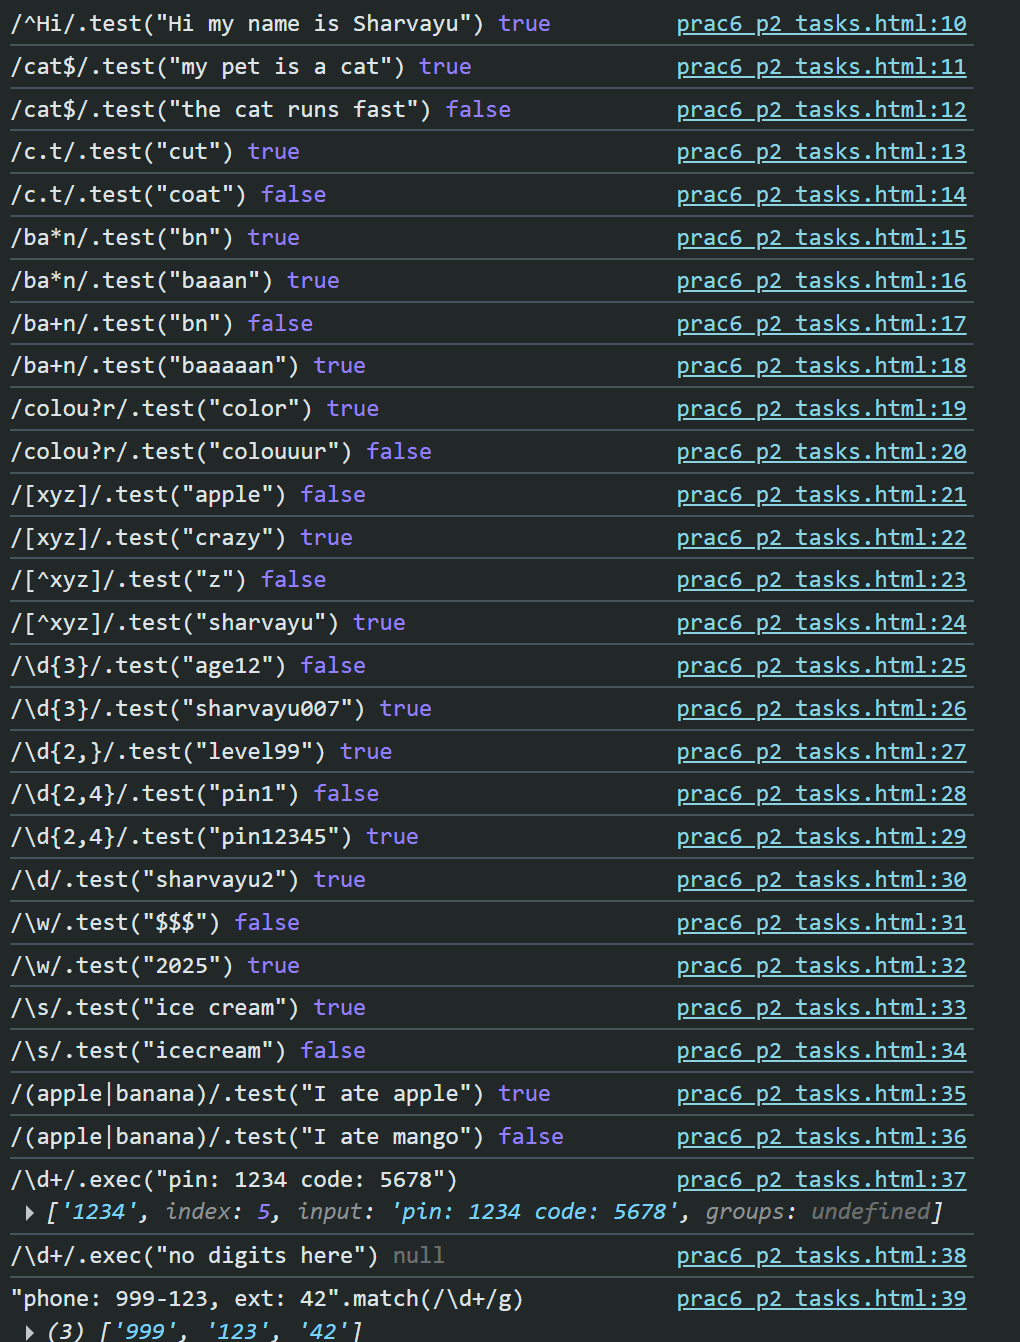 /^Hi/.test("Hi my name is Sharvayu") true prac6_p2_tasks.html:10
/cat$/.test("my pet is a cat") true prac6_p2_tasks.html:11
/cat$/.test("the cat runs fast") false prac6_p2_tasks.html:12
/c.t/.test("cut") true prac6_p2_tasks.html:13
/c.t/.test("coat") false prac6_p2_tasks.html:14
/ba*n/.test("bn") true prac6_p2_tasks.html:15
/ba*n/.test("baaan") true prac6_p2_tasks.html:16
/ba+n/.test("bn") false prac6_p2_tasks.html:17
/ba+n/.test("baaaaan") true prac6_p2_tasks.html:18
/colou?r/.test("color") true prac6_p2_tasks.html:19
/colou?r/.test("colouuur") false prac6_p2_tasks.html:20
/[xyz]/.test("apple") false prac6_p2_tasks.html:21
/[xyz]/.test("crazy") true prac6_p2_tasks.html:22
/[^xyz]/.test("z") false prac6_p2_tasks.html:23
/[^xyz]/.test("sharvayu") true prac6_p2_tasks.html:24
/\d{3}/.test("age12") false prac6_p2_tasks.html:25
/\d{3}/.test("sharvayu007") true prac6_p2_tasks.html:26
/\d{2,}/.test("level99") true prac6_p2_tasks.html:27
/\d{2,4}/.test("pin1") false prac6_p2_tasks.html:28
/\d{2,4}/.test("pin12345") true prac6_p2_tasks.html:29
/\d/.test("sharvayu2") true prac6_p2_tasks.html:30
/\w/.test("$$$") false prac6_p2_tasks.html:31
/\w/.test("2025") true prac6_p2_tasks.html:32
/\s/.test("ice cream") true prac6_p2_tasks.html:33
/\s/.test("icecream") false prac6_p2_tasks.html:34
/(apple|banana)/.test("I ate apple") true prac6_p2_tasks.html:35
/(apple|banana)/.test("I ate mango") false prac6_p2_tasks.html:36
/\d+/.exec("pin: 1234 code: 5678") prac6_p2_tasks.html:37
['1234', index: 5, input: 'pin: 1234 code: 5678', groups: undefined]
/\d+/.exec("no digits here") null prac6_p2_tasks.html:38
"phone: 999-123, ext: 42".match(/\d+/g) prac6_p2_tasks.html:39
(3) ['999', '123', '42']